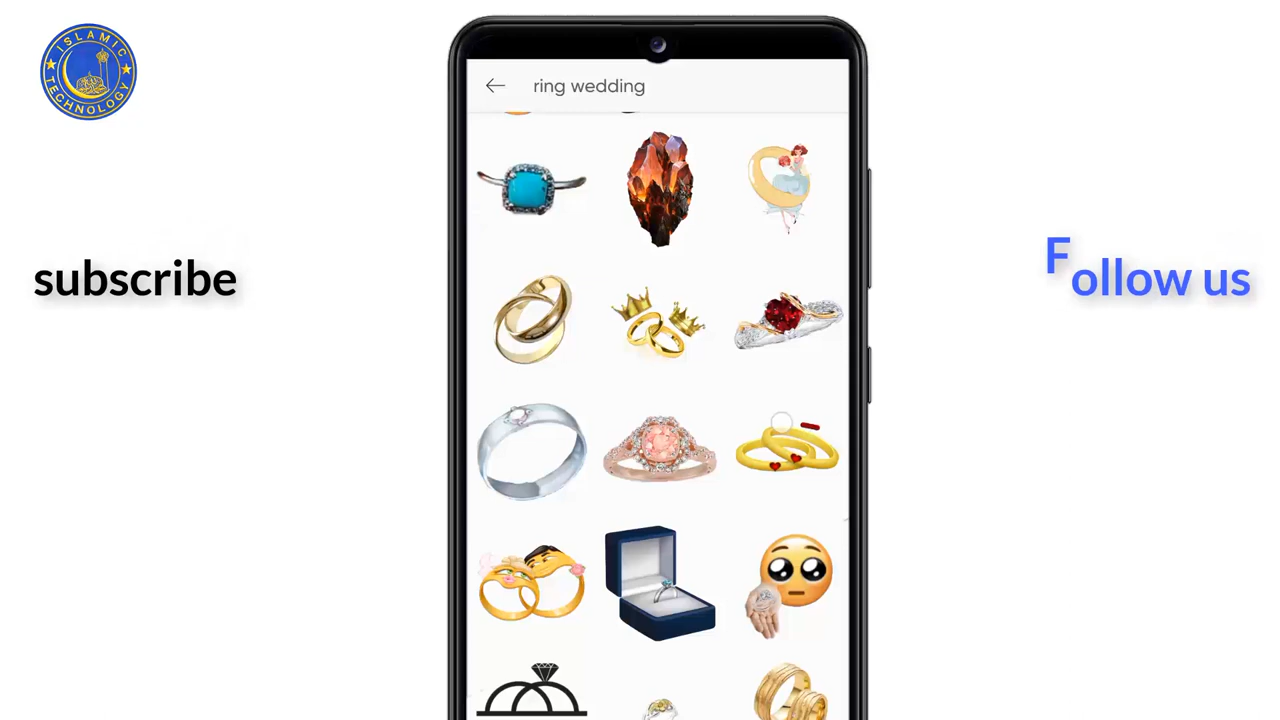 ISLAMIC
TECHNOLOGY
ring wedding
subscribe
Follow us